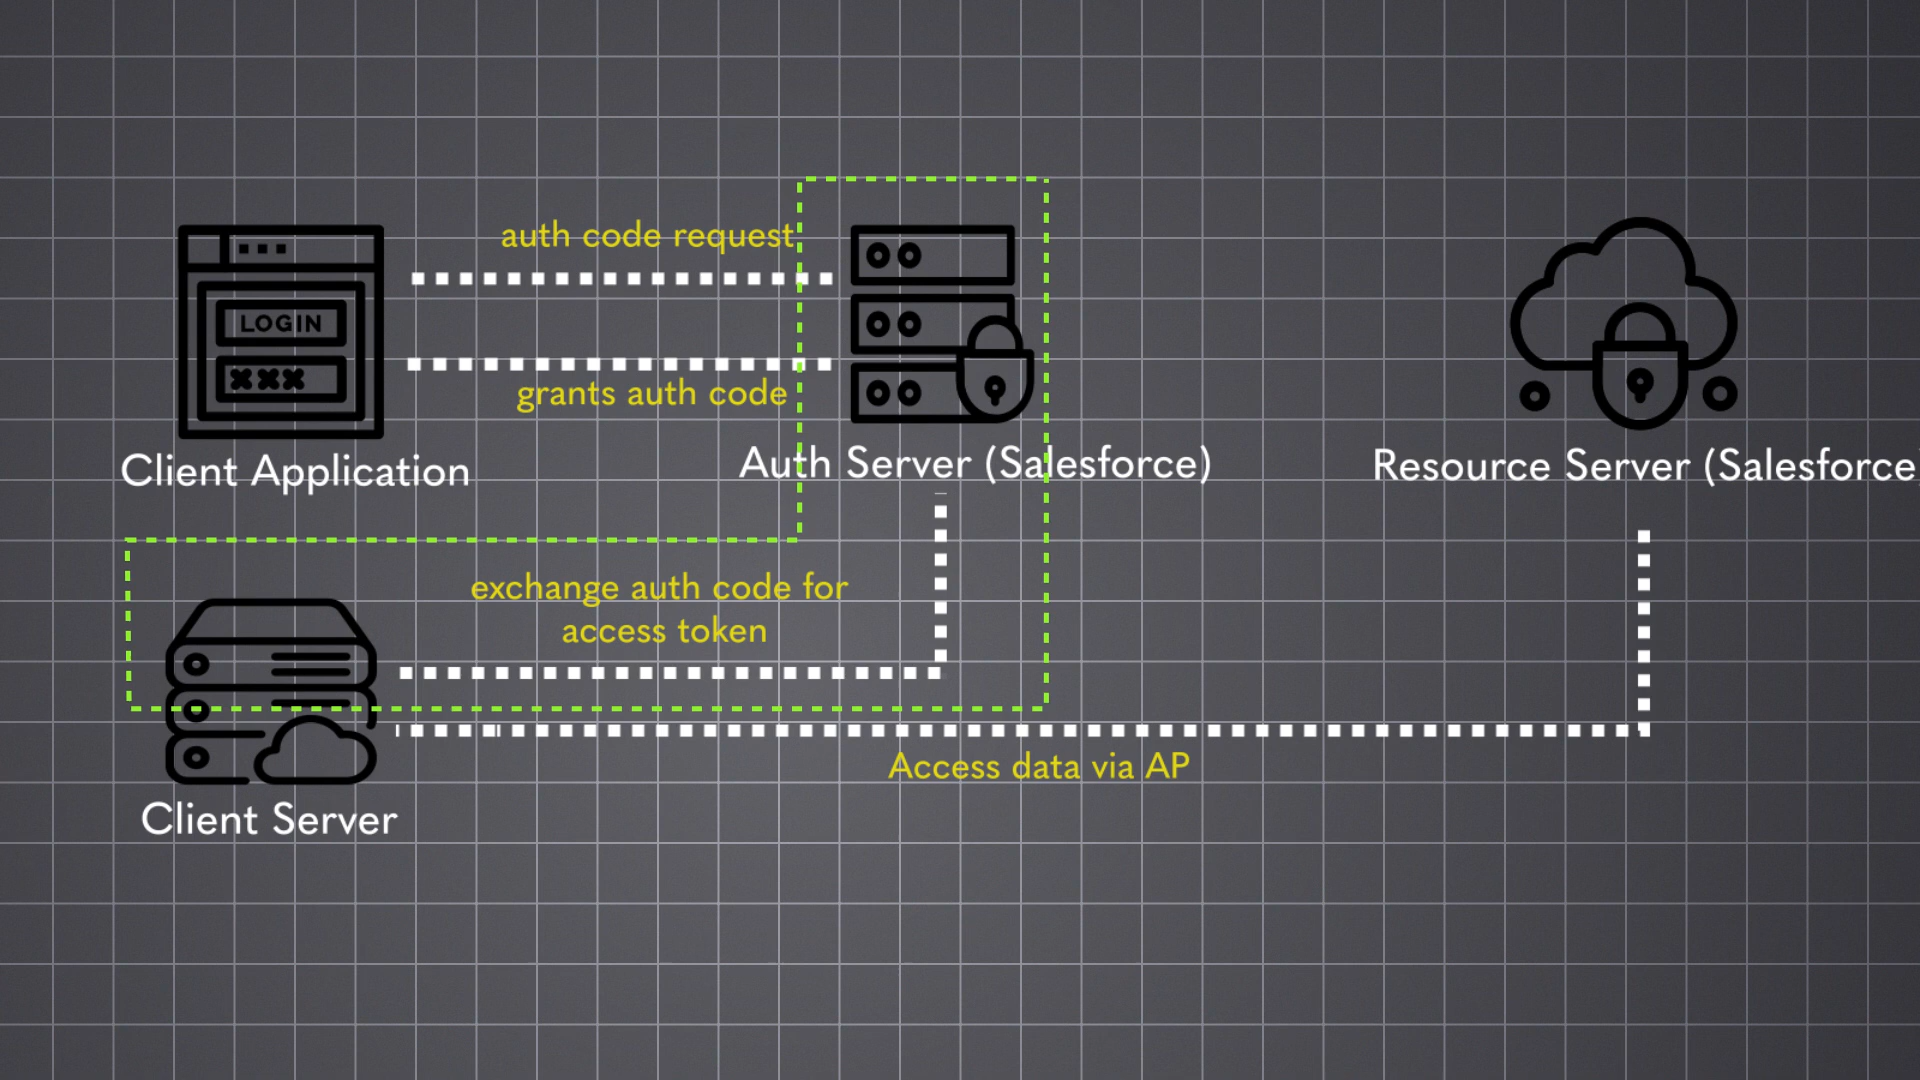 auth code request
LOGIN
xxx
grants auth code
Client Application
Auth Server (Salesforce)
Resource Server (Salesforce
exchange auth code for
access token
Access data via AP
Client Server